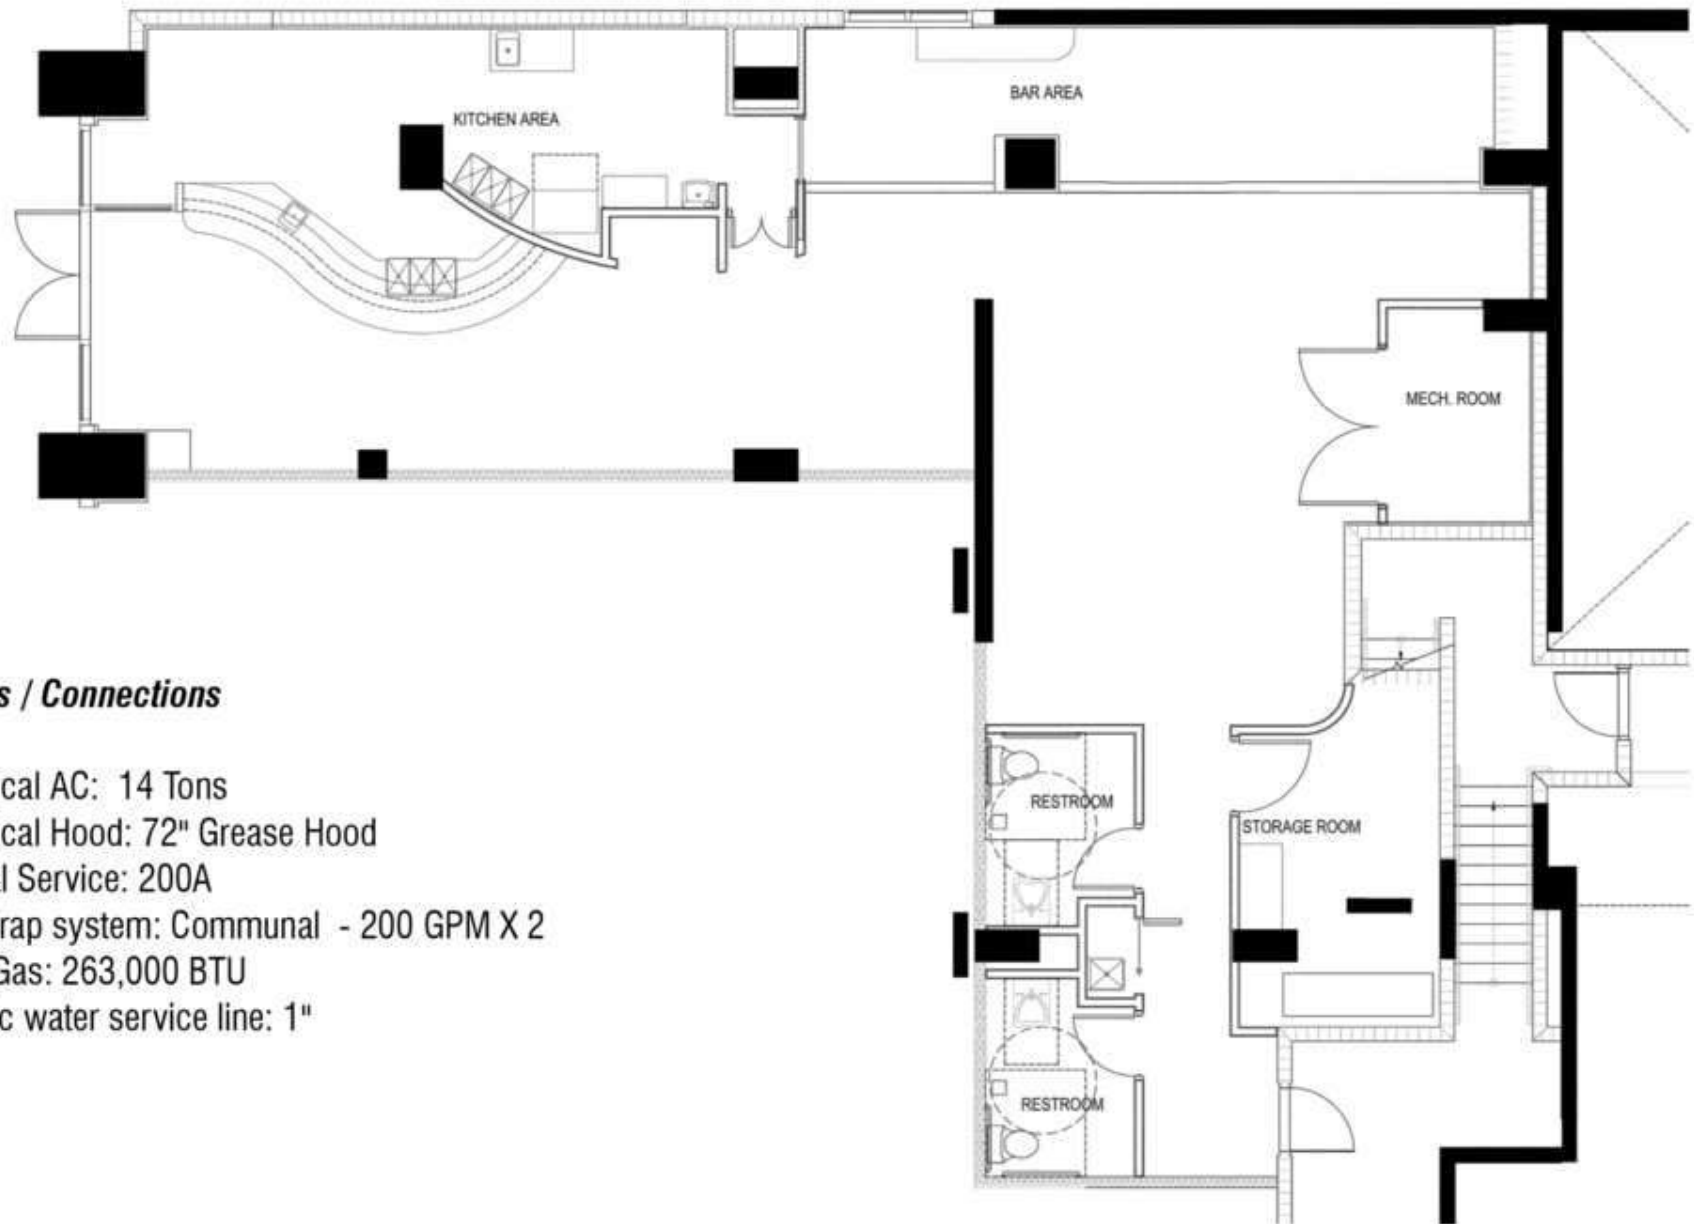 KITCHEN AREA
BAR AREA
MECH. ROOM
s / Connections
cal AC: 14 Tons
cal Hood: 72" Grease Hood
l Service: 200A
rap system: Communal - 200 GPM X 2
Gas: 263,000 BTU
c water service line: 1"
RESTROOM
STORAGE ROOM
RESTROOM